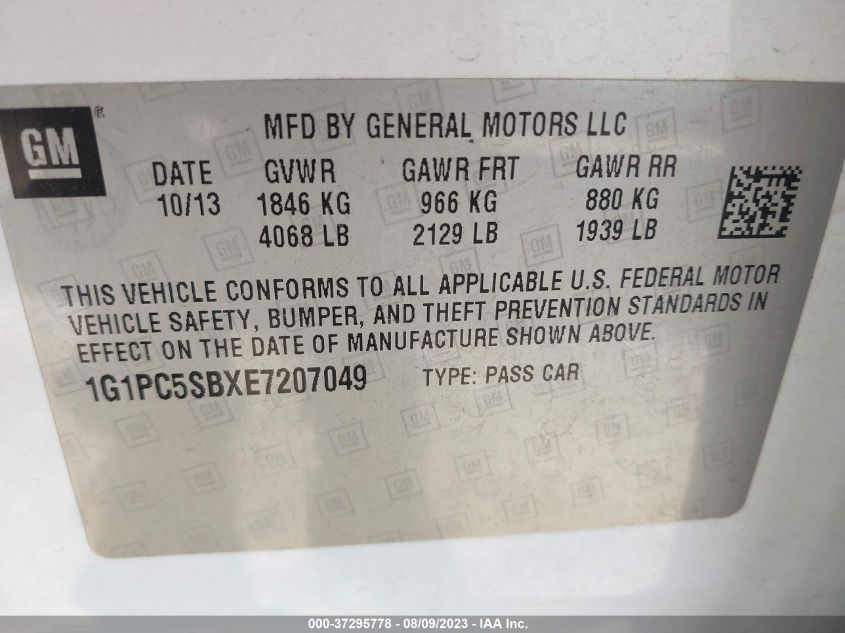 GM®
MFD BY GENERAL MOTORS LLC
DATE GVWR GAWR FRT GAWR RR
10/13 1846 KG 966 KG 880 KG
4068 LB 2129 LB 1939 LB
THIS VEHICLE CONFORMS TO ALL APPLICABLE U.S. FEDERAL MOTOR
VEHICLE SAFETY, BUMPER, AND THEFT PREVENTION STANDARDS IN
EFFECT ON THE DATE OF MANUFACTURE SHOWN ABOVE.
1G1PC5SBXE7207049 TYPE: PASS CAR
000-37295778 - 08/09/2023 - IAA Inc.